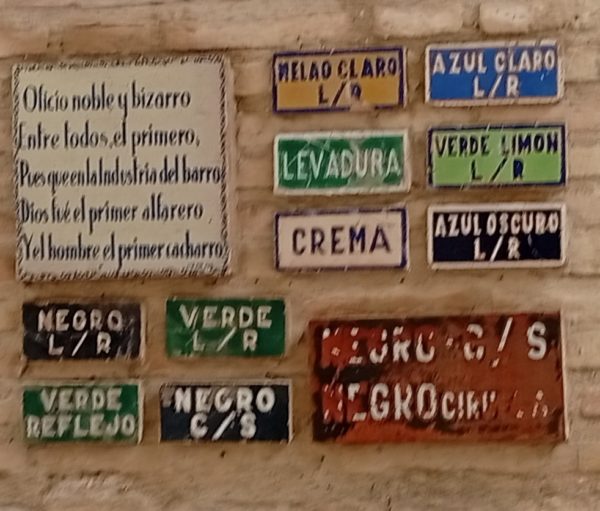 Oficio noble y bizarro
Entre todos, el primero,
Pues que en la Industria del barro
Dios fué el primer alfarero
Y el hombre el primer cacharro
MELAO CLARO
L/R
AZUL CLARO
L/R
LEVADURA
VERDE LIMON
L/R
CREMA
AZUL OSCURO
L/R
NEGRO
L/R
VERDE
L/R
VERDE
REFLEJO
NEGRO
C/S
NEGRO C/S
NEGRO